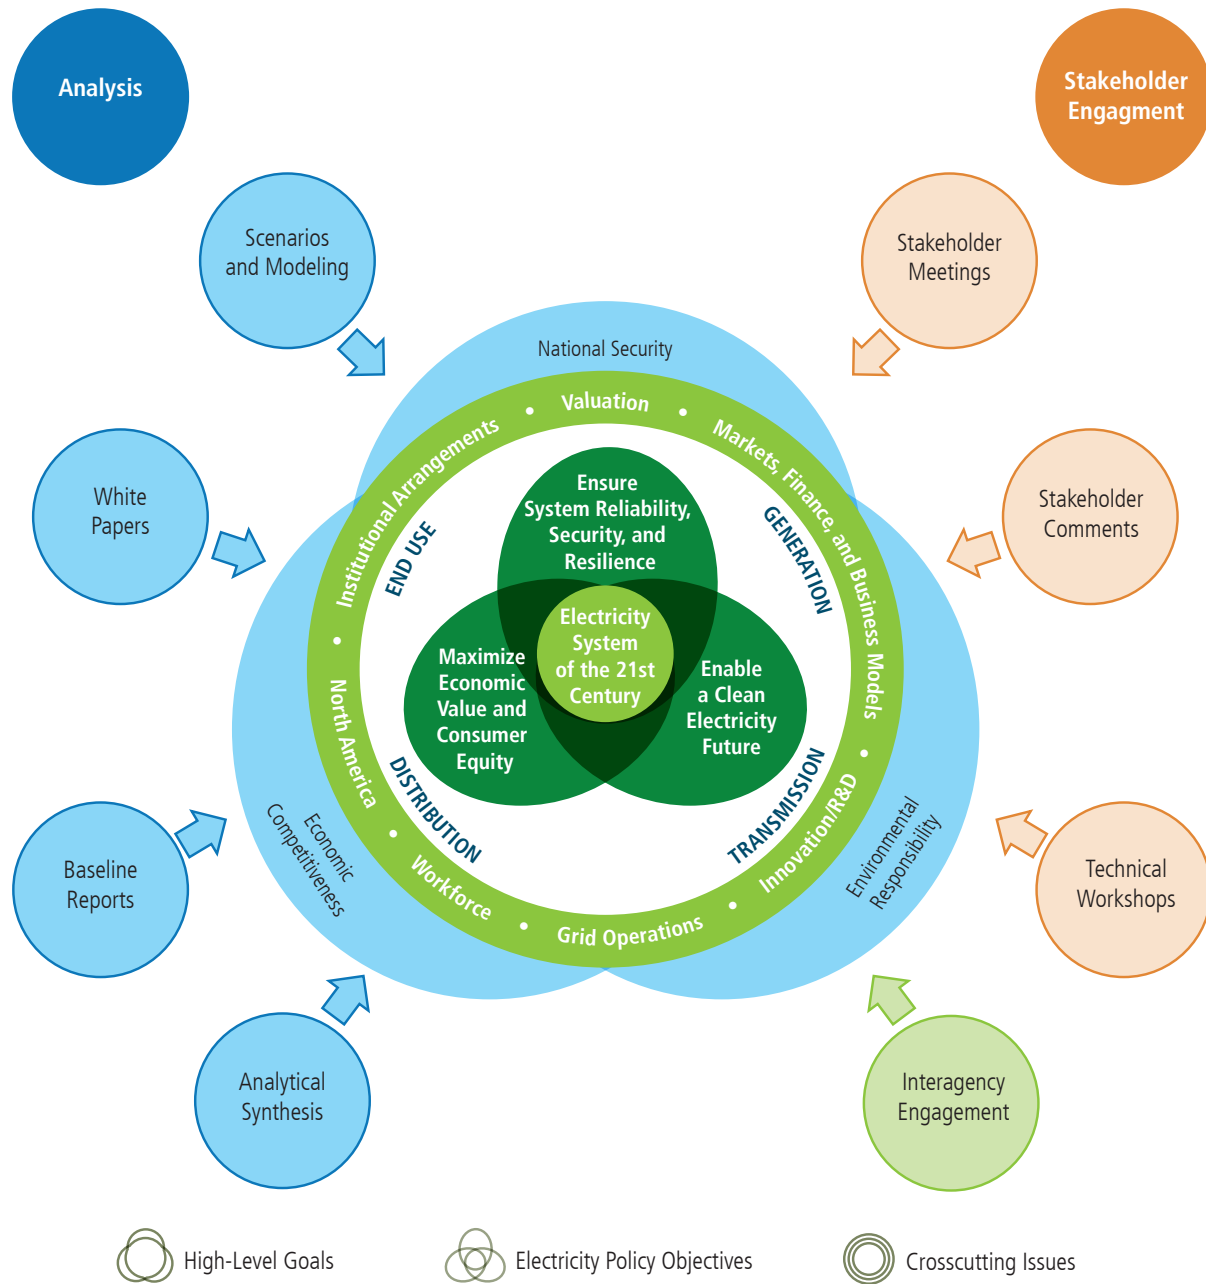 Analysis
Stakeholder
Engagment
Scenarios
and Modeling
Stakeholder
Meetings
National Security
White
Papers
Stakeholder
Comments
Institutional Arrangements • Valuation • Markets, Finance, and Business Models • Innovation/R&D • Grid Operations • Workforce • North America •
END USE
GENERATION
Ensure
System Reliability,
Security, and
Resilience
Electricity
System
of the 21st
Century
Maximize
Economic
Value and
Consumer
Equity
Enable
a Clean
Electricity
Future
DISTRIBUTION
TRANSMISSION
Economic
Competitiveness
Environmental
Responsibility
Baseline
Reports
Technical
Workshops
Analytical
Synthesis
Interagency
Engagement
High-Level Goals
Electricity Policy Objectives
Crosscutting Issues